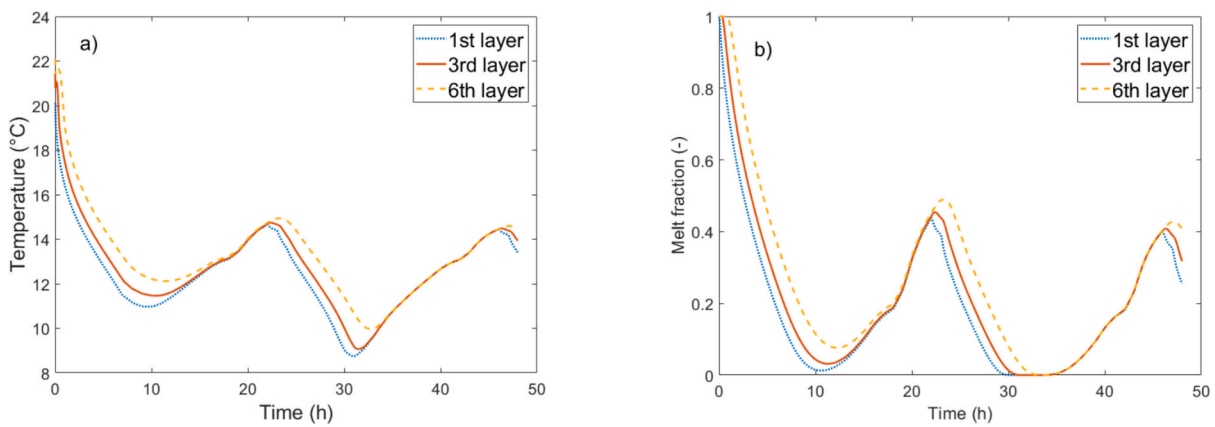 a)
1st layer
3rd layer
6th layer
24
22
20
18
16
14
12
10
8
Temperature (°C)
0 10 20 30 40 50
Time (h)
b)
1st layer
3rd layer
6th layer
1
0.8
0.6
0.4
0.2
0
Melt fraction (-)
0 10 20 30 40 50
Time (h)